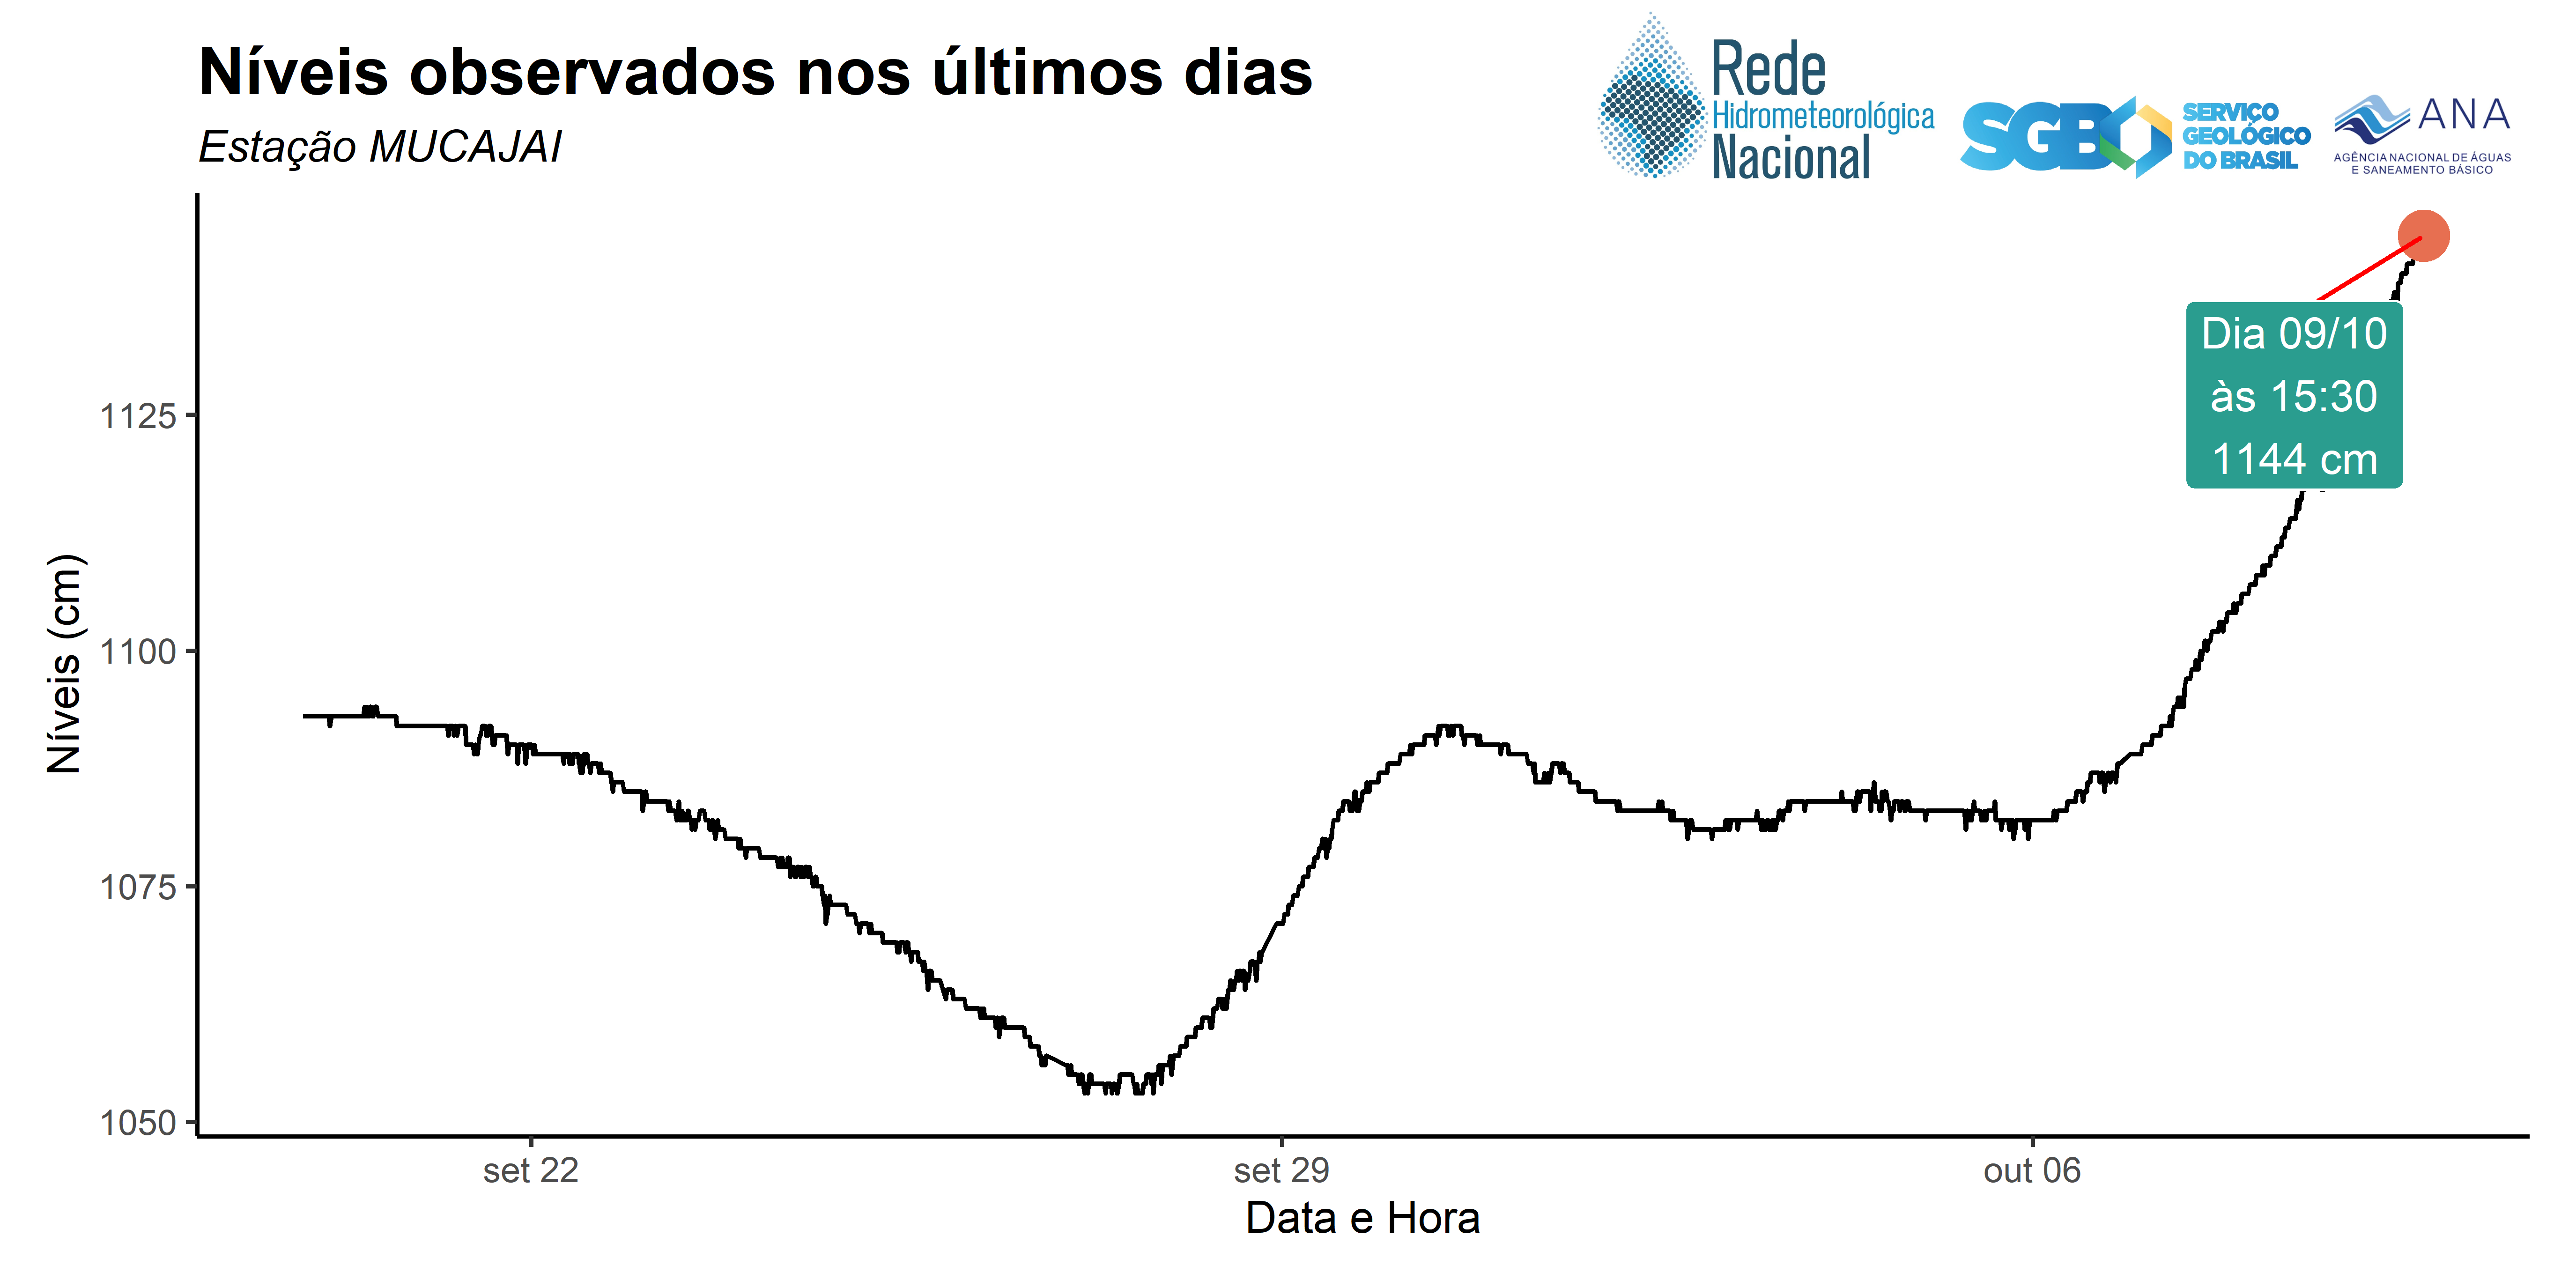 Níveis observados nos últimos dias
Estação MUCAJAI
Rede
Hidrometeorológica
Nacional
SGB
SERVIÇO
GEOLÓGICO
DO BRASIL
ANA
AGÊNCIA NACIONAL DE ÁGUAS
E SANEAMENTO BÁSICO
Dia 09/10
às 15:30
1144 cm
Níveis (cm)
1125
1100
1075
1050
set 22
set 29
out 06
Data e Hora